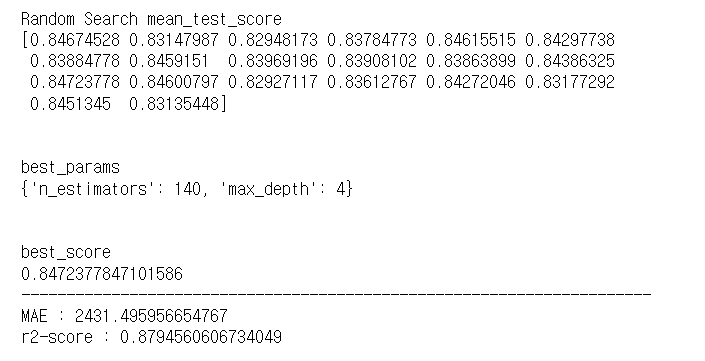 Random Search mean_test_score
[0.84674528 0.83147987 0.82948173 0.83784773 0.84615515 0.84297738
0.83884778 0.8459151 0.83969196 0.83908102 0.83863899 0.84386325
0.84723778 0.84600797 0.82927117 0.83612767 0.84272046 0.83177292
0.8451345 0.83135448]
best_params
{'n_estimators': 140, 'max_depth': 4}
best_score
0.8472377847101586
----------------------------------------------------------------------
MAE : 2431.495956654767
r2-score : 0.8794560606734049